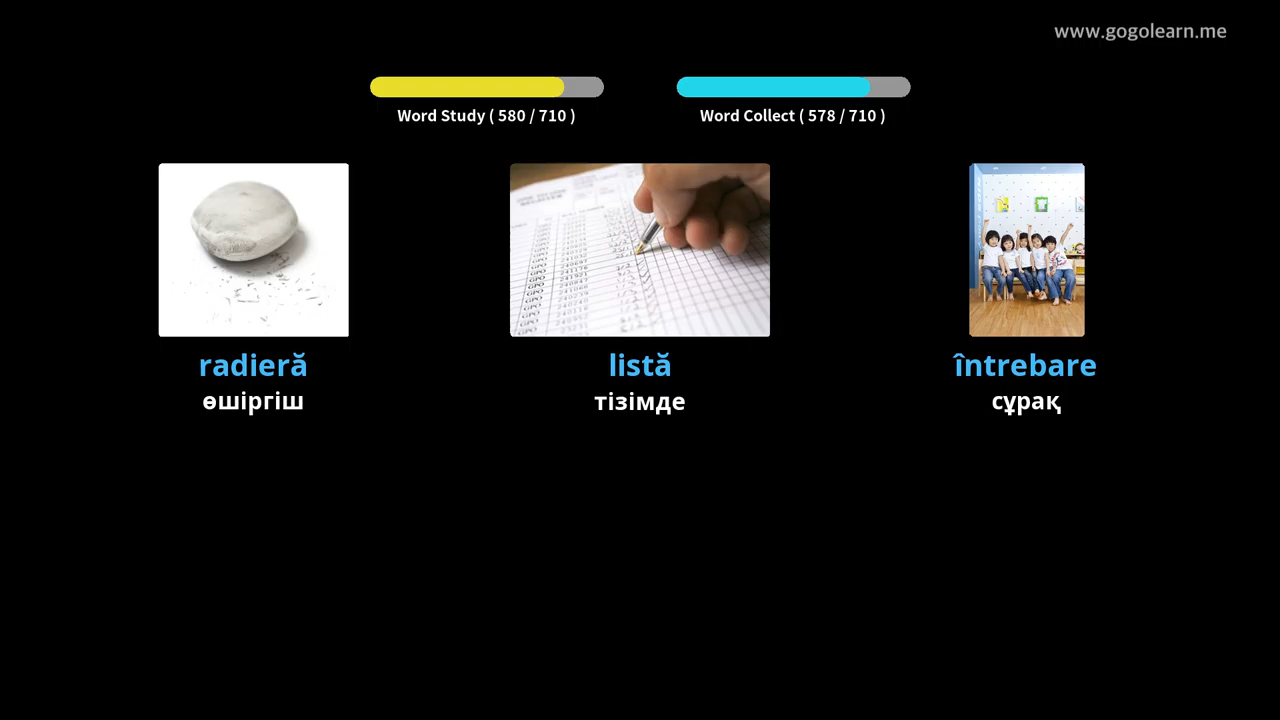 www.gogolearn.me
Word Study ( 580 / 710 )
Word Collect ( 578 / 710 )
radieră
listă
întrebare
өшіргіш
тізімде
сұрақ